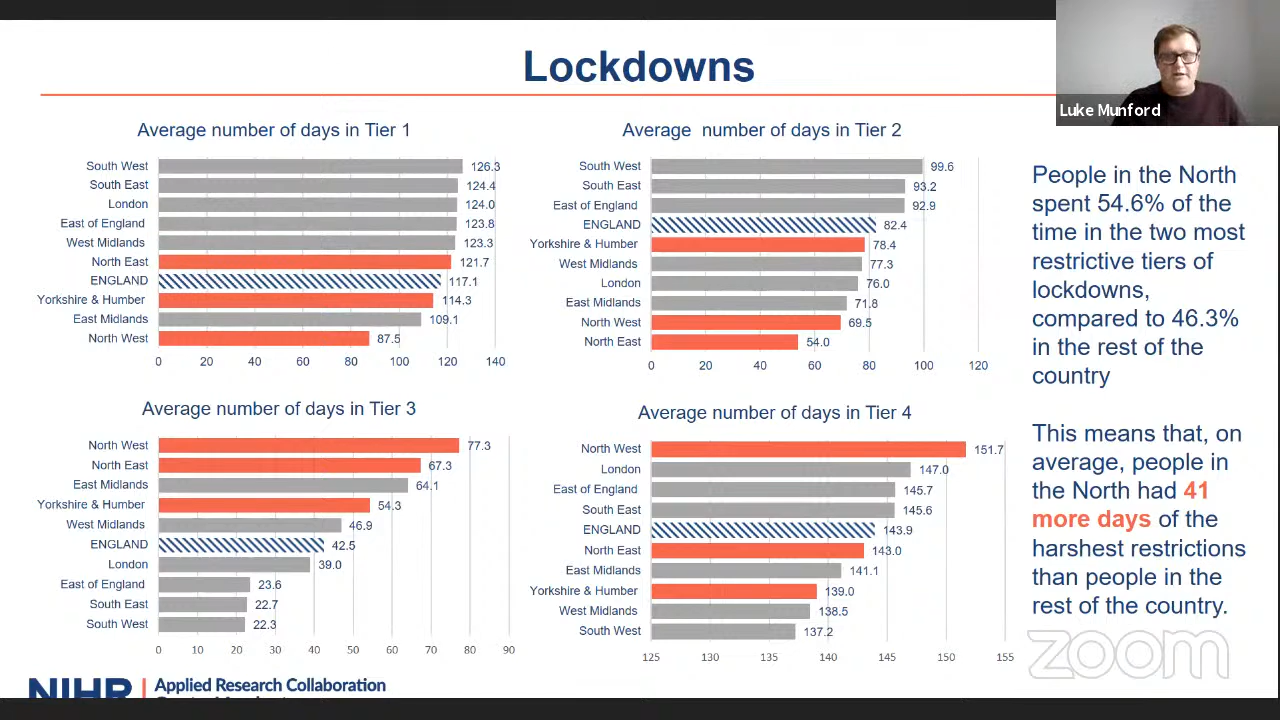 Lockdowns
Luke Munford
Average number of days in Tier 1
South West 126.3
South East 124.4
London 124.0
East of England 123.8
West Midlands 123.3
North East 121.7
ENGLAND 117.1
Yorkshire & Humber 114.3
East Midlands 109.1
North West 87.5
0 20 40 60 80 100 120 140
Average number of days in Tier 2
South West 99.6
South East 93.2
East of England 92.9
ENGLAND 82.4
Yorkshire & Humber 78.4
West Midlands 77.3
London 76.0
East Midlands 71.8
North West 69.5
North East 54.0
0 20 40 60 80 100 120
Average number of days in Tier 3
North West 77.3
North East 67.3
East Midlands 64.1
Yorkshire & Humber 54.3
West Midlands 46.9
ENGLAND 42.5
London 39.0
East of England 23.6
South East 22.7
South West 22.3
0 10 20 30 40 50 60 70 80 90
Average number of days in Tier 4
North West 151.7
London 147.0
East of England 145.7
South East 145.6
ENGLAND 143.9
North East 143.0
East Midlands 141.1
Yorkshire & Humber 139.0
West Midlands 138.5
South West 137.2
125 130 135 140 145 150 155
People in the North
spent 54.6% of the
time in the two most
restrictive tiers of
lockdowns,
compared to 46.3%
in the rest of the
country
This means that, on
average, people in
the North had 41
more days of the
harshest restrictions
than people in the
rest of the country.
zoom
NIHR Applied Research Collaboration